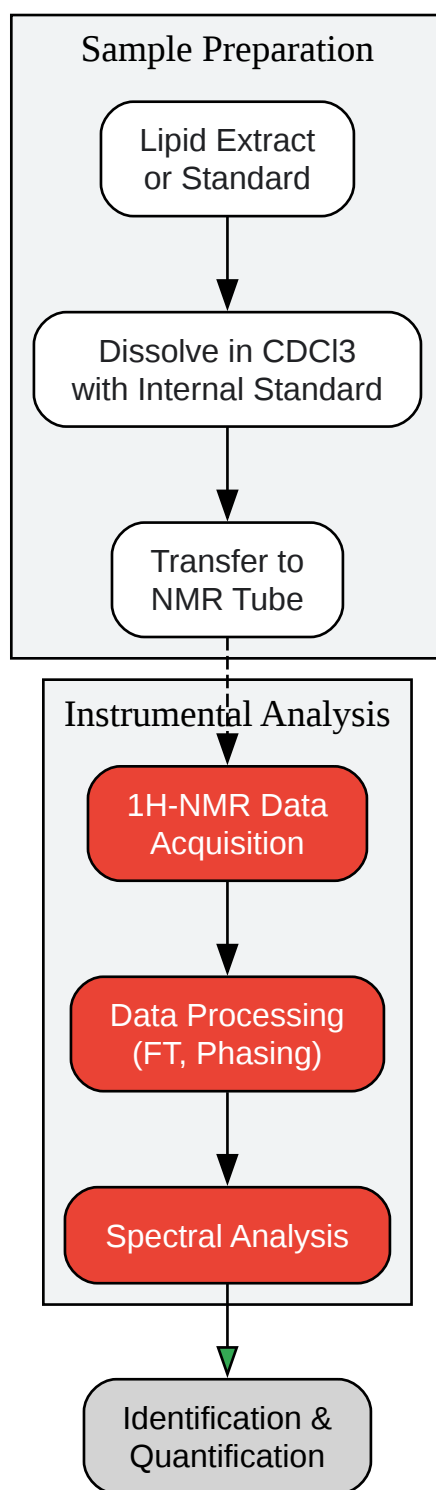 Sample Preparation
Lipid Extract
or Standard
Dissolve in CDCl3
with Internal Standard
Transfer to
NMR Tube
Instrumental Analysis
1H-NMR Data
Acquisition
Data Processing
(FT, Phasing)
Spectral Analysis
Identification &
Quantification